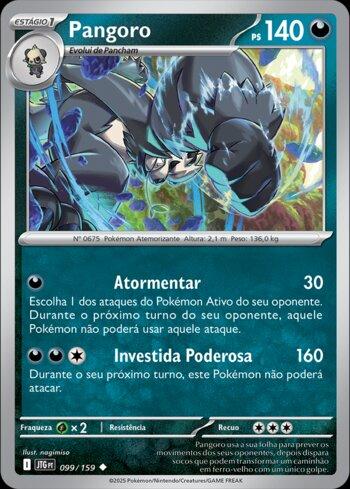 ESTÁGIO 1
Pangoro
PS 140
Evolui de Pancham
Nº 0675 Pokémon Atemorizante Altura: 2,1 m Peso: 136,0 kg
Atormentar 30
Escolha 1 dos ataques do Pokémon Ativo do seu oponente.
Durante o próximo turno do seu oponente, aquele
Pokémon não poderá usar aquele ataque.
Investida Poderosa 160
Durante o seu próximo turno, este Pokémon não poderá
atacar.
Fraqueza × 2 Resistência Recuo
Ilust. nagimiso
I JTG PT 099/159
Pangoro usa a sua folha para prever os
movimentos dos oponentes, depois dispara
socos que podem transformar um caminhão
em ferro-velho com um único golpe.
©2025 Pokémon/Nintendo/Creatures/GAME FREAK